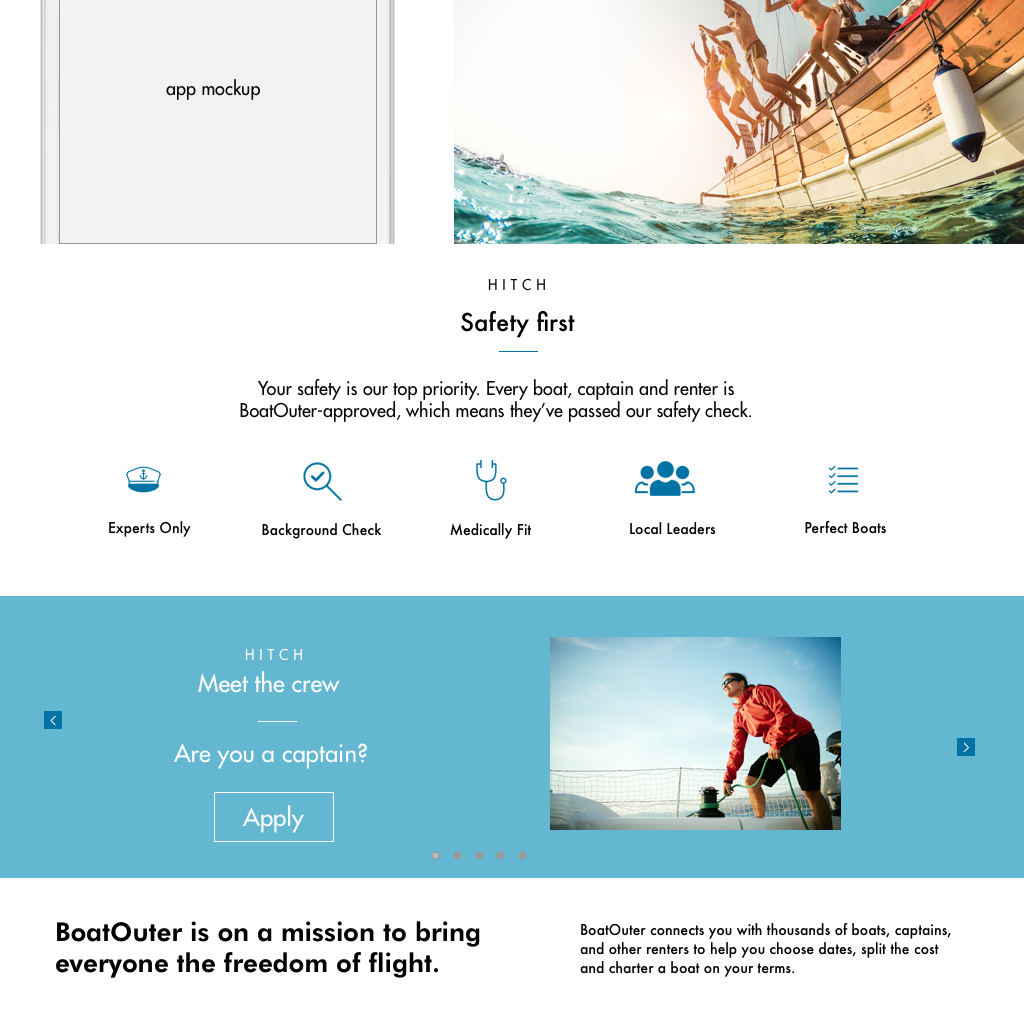 app mockup
HITCH
Safety first
Your safety is our top priority. Every boat, captain and renter is
BoatOuter-approved, which means they’ve passed our safety check.
Experts Only
Background Check
Medically Fit
Local Leaders
Perfect Boats
HITCH
Meet the crew
Are you a captain?
Apply
BoatOuter is on a mission to bring
everyone the freedom of flight.
BoatOuter connects you with thousands of boats, captains,
and other renters to help you choose dates, split the cost
and charter a boat on your terms.